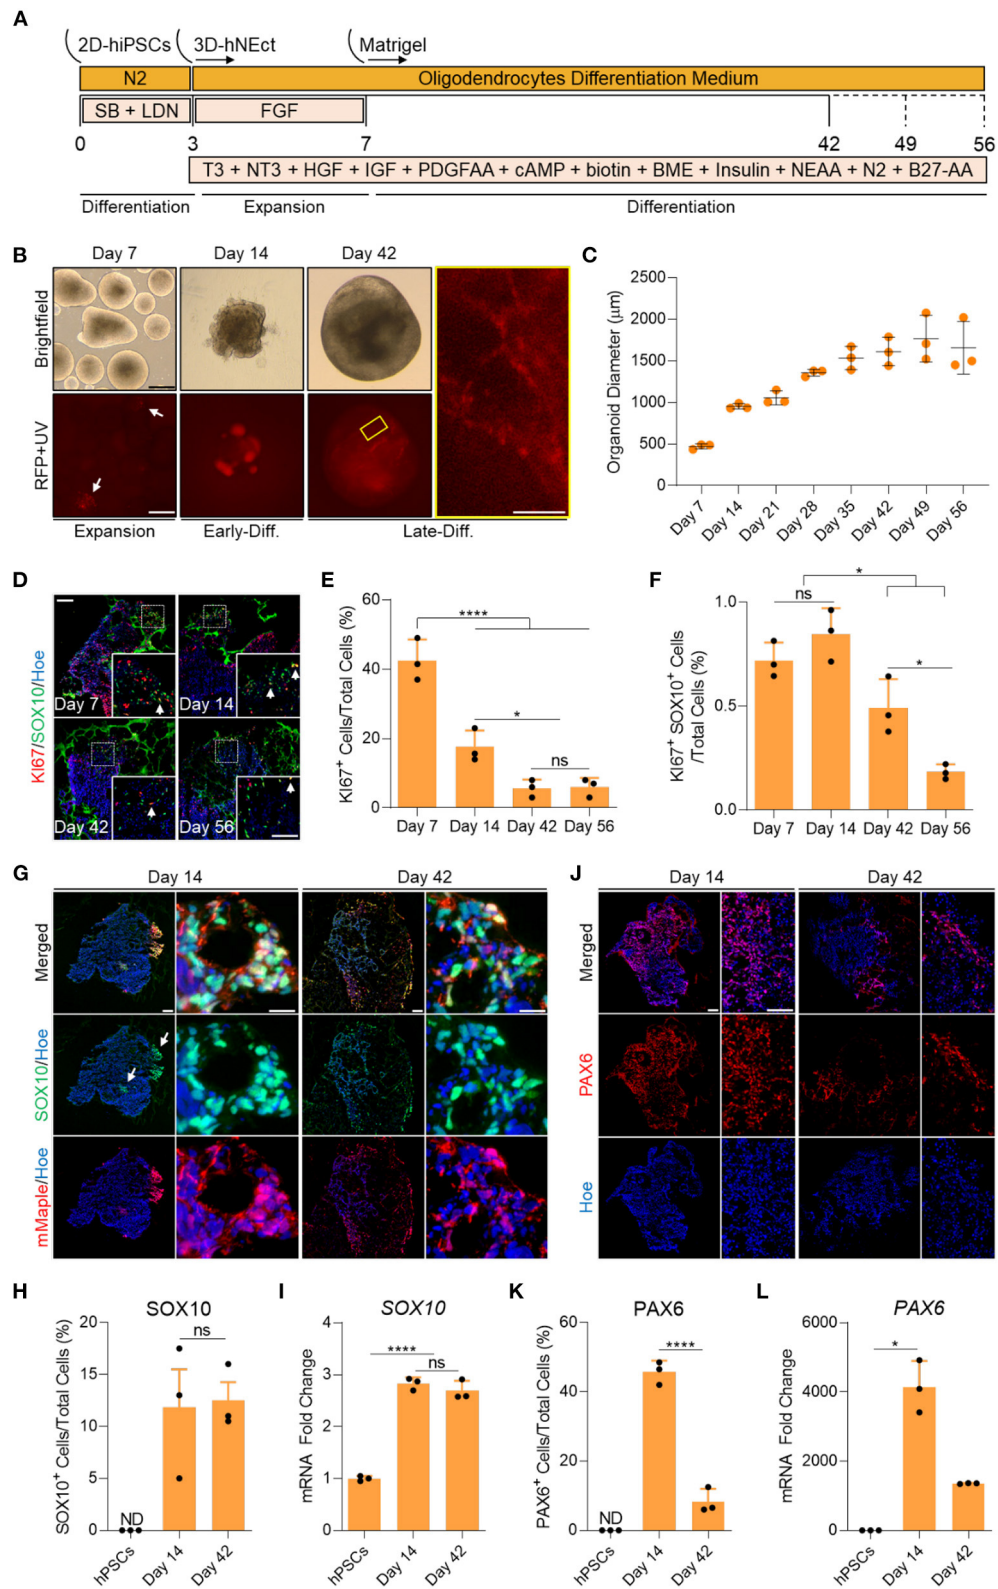 A
2D-hiPSCs 3D-hNEct Matrigel
N2 Oligodendrocytes Differentiation Medium
SB + LDN FGF
0 3 7 42 49 56
T3 + NT3 + HGF + IGF + PDGFAA + cAMP + biotin + BME + Insulin + NEAA + N2 + B27-AA
Differentiation Expansion Differentiation
B
Day 7 Day 14 Day 42
Brightfield
RFP+UV
Expansion Early-Diff. Late-Diff.
C
Organoid Diameter (μm)
2500
2000
1500
1000
500
0
Day 7 Day 14 Day 21 Day 28 Day 35 Day 42 Day 49 Day 56
D
KI67/SOX10/Hoe
Day 7 Day 14
Day 42 Day 56
E
KI67+ Cells/Total Cells (%)
60
40
20
0
****
*
ns
Day 7 Day 14 Day 42 Day 56
F
KI67+ SOX10+ Cells
/Total Cells (%)
1.0
0.5
0.0
*
ns
*
Day 7 Day 14 Day 42 Day 56
G
Day 14 Day 42
Merged
SOX10/Hoe
mMaple/Hoe
J
Day 14 Day 42
Merged
PAX6
Hoe
H
SOX10
SOX10+ Cells/Total Cells (%)
20
15
10
5
0
ns
ND
hPSCs Day 14 Day 42
I
SOX10
mRNA Fold Change
4
3
2
1
0
****
ns
hPSCs Day 14 Day 42
K
PAX6
PAX6+ Cells/Total Cells (%)
60
40
20
0
****
ND
hPSCs Day 14 Day 42
L
PAX6
mRNA Fold Change
6000
4000
2000
0
*
hPSCs Day 14 Day 42